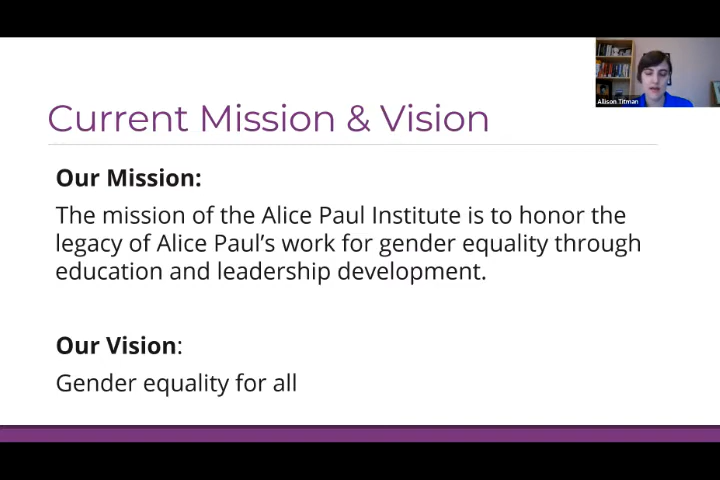 Allison Titman
Current Mission & Vision
Our Mission:
The mission of the Alice Paul Institute is to honor the
legacy of Alice Paul’s work for gender equality through
education and leadership development.
Our Vision:
Gender equality for all